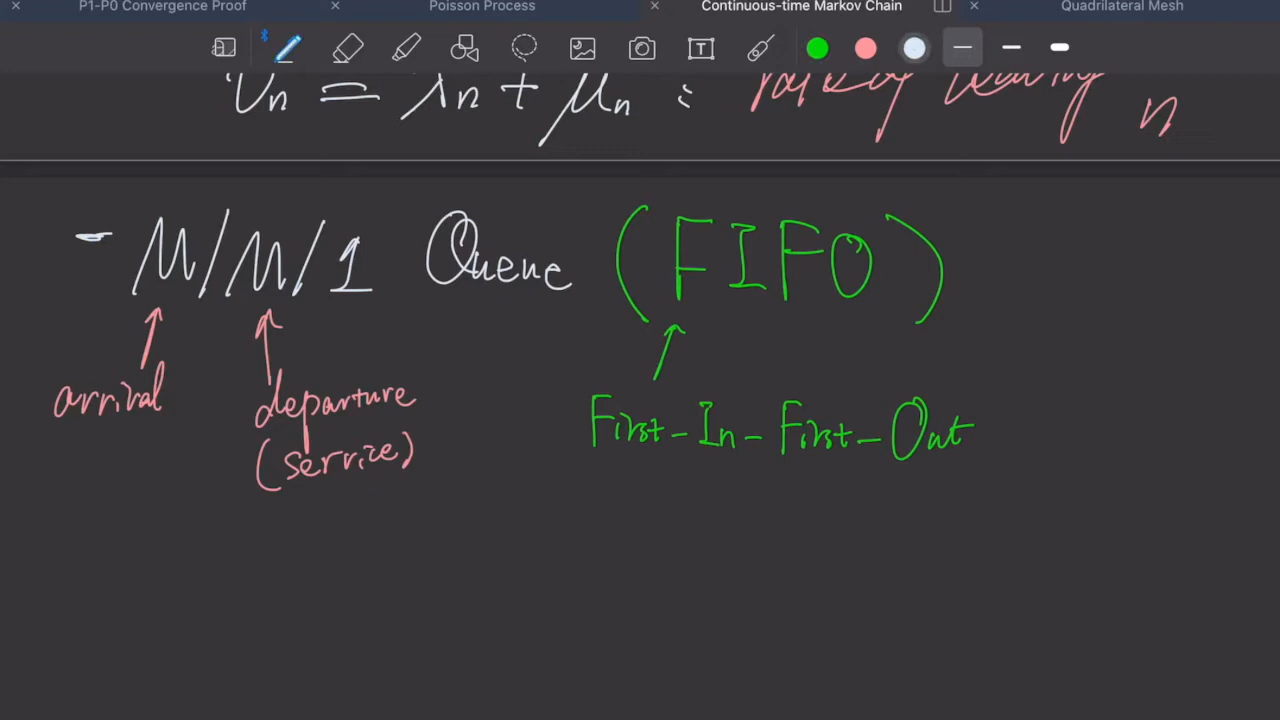 P1-P0 Convergence Proof
Poisson Process
Continuous-time Markov Chain
Quadrilateral Mesh
T
νn = λn + μn : leaving n
- M/M/1 Queue (FIFO)
arrival
departure
(service)
First-In-First-Out